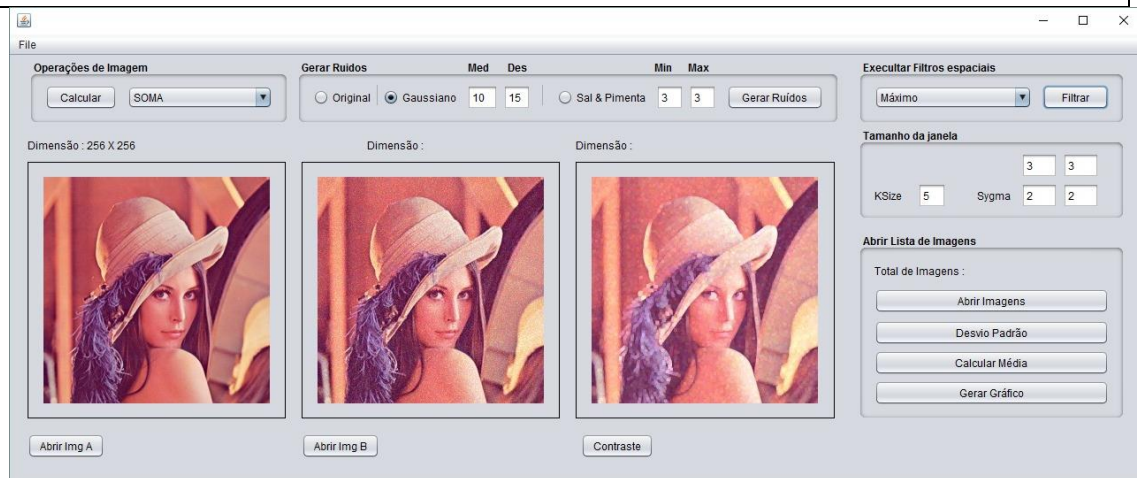 File
Operações de Imagem
Calcular SOMA
Gerar Ruidos Med Des Min Max
Original Gaussiano 10 15 Sal & Pimenta 3 3 Gerar Ruídos
Execultar Filtros espaciais
Máximo Filtrar
Tamanho da janela
3 3
KSize 5 Sygma 2 2
Dimensão : 256 X 256
Dimensão :
Dimensão :
Abrir Lista de Imagens
Total de Imagens :
Abrir Imagens
Desvio Padrão
Calcular Média
Gerar Gráfico
Abrir Img A
Abrir Img B
Contraste